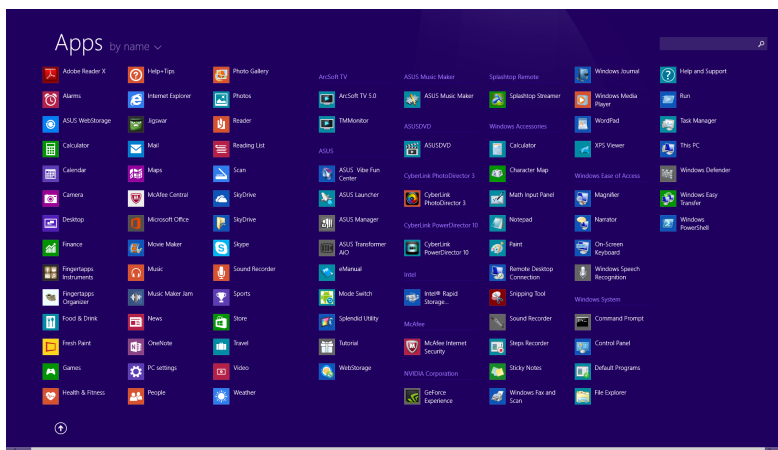 Apps by name
Adobe Reader X
Alarms
ASUS WebStorage
Calculator
Calendar
Camera
Desktop
Finance
Fingertapps
Instruments
Fingertapps
Organizer
Food & Drink
Fresh Paint
Games
Health & Fitness
Help+Tips
Internet Explorer
Jigswar
Mail
Maps
McAfee Central
Microsoft Office
Movie Maker
Music
Music Maker Jam
News
OneNote
PC settings
People
Photo Gallery
Photos
Reader
Reading List
Scan
SkyDrive
SkyDrive
Skype
Sound Recorder
Sports
Store
Travel
Video
Weather
ArcSoft TV
ArcSoft TV 5.0
TMMonitor
ASUS
ASUS Vibe Fun
Center
ASUS Launcher
ASUS Manager
ASUS Transformer
AiO
eManual
Mode Switch
Splendid Utility
Tutorial
WebStorage
ASUS Music Maker
ASUS Music Maker
ASUSDVD
ASUSDVD
CyberLink PhotoDirector 3
CyberLink
PhotoDirector 3
CyberLink PowerDirector 10
CyberLink
PowerDirector 10
Intel
Intel® Rapid
Storage...
McAfee
McAfee Internet
Security
NVIDIA Corporation
GeForce
Experience
Splashtop Remote
Splashtop Streamer
Windows Accessories
Calculator
Character Map
Math Input Panel
Notepad
Paint
Remote Desktop
Connection
Snipping Tool
Sound Recorder
Steps Recorder
Sticky Notes
Windows Fax and
Scan
Windows Journal
Windows Media
Player
WordPad
XPS Viewer
Windows Ease of Access
Magnifier
Narrator
On-Screen
Keyboard
Windows Speech
Recognition
Windows System
Command Prompt
Control Panel
Default Programs
File Explorer
Help and Support
Run
Task Manager
This PC
Windows Defender
Windows Easy
Transfer
Windows
PowerShell